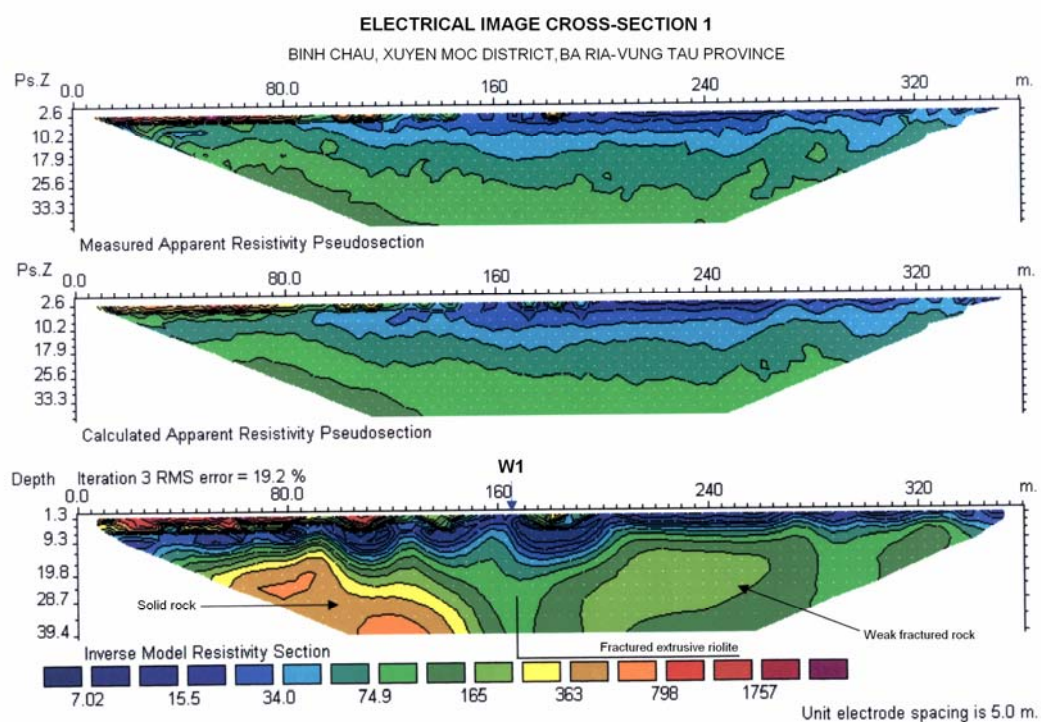 ELECTRICAL IMAGE CROSS-SECTION 1
BINH CHAU, XUYEN MOC DISTRICT, BA RIA-VUNG TAU PROVINCE
Ps.Z 0.0 80.0 160 240 320 m.
2.6
10.2
17.9
25.6
33.3
Measured Apparent Resistivity Pseudosection
Ps.Z 0.0 80.0 160 240 320 m.
2.6
10.2
17.9
25.6
33.3
Calculated Apparent Resistivity Pseudosection
W1
Depth Iteration 3 RMS error = 19.2 %
0.0 80.0 160 240 320 m.
1.3
9.3
19.8
28.7
39.4
Solid rock
Weak fractured rock
Fractured extrusive riolite
Inverse Model Resistivity Section
7.02 15.5 34.0 74.9 165 363 798 1757
Unit electrode spacing is 5.0 m.